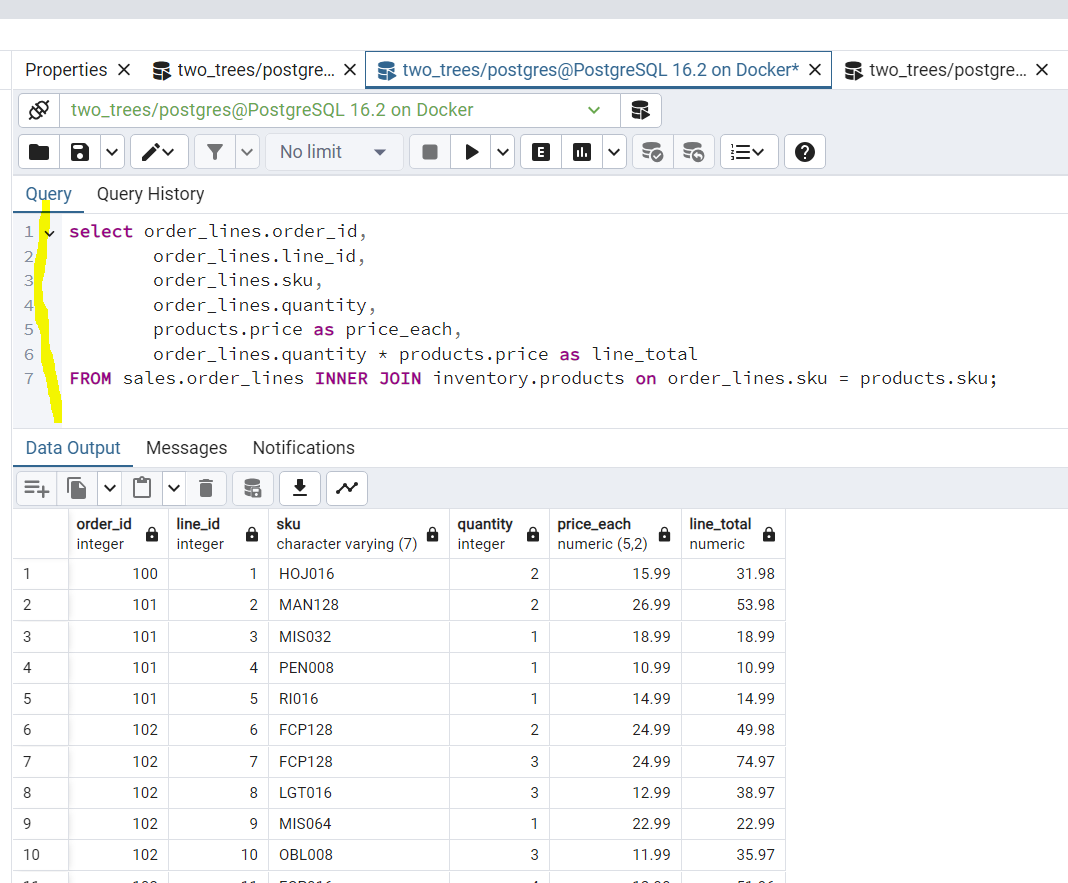 Properties two_trees/postgre... two_trees/postgres@PostgreSQL 16.2 on Docker* two_trees/postgre...
two_trees/postgres@PostgreSQL 16.2 on Docker
No limit E
Query Query History
1 select order_lines.order_id,
2 order_lines.line_id,
3 order_lines.sku,
4 order_lines.quantity,
5 products.price as price_each,
6 order_lines.quantity * products.price as line_total
7 FROM sales.order_lines INNER JOIN inventory.products on order_lines.sku = products.sku;
Data Output Messages Notifications
order_id line_id sku quantity price_each line_total
integer integer character varying (7) integer numeric (5,2) numeric
1 100 1 HOJ016 2 15.99 31.98
2 101 2 MAN128 2 26.99 53.98
3 101 3 MIS032 1 18.99 18.99
4 101 4 PEN008 1 10.99 10.99
5 101 5 RI016 1 14.99 14.99
6 102 6 FCP128 2 24.99 49.98
7 102 7 FCP128 3 24.99 74.97
8 102 8 LGT016 3 12.99 38.97
9 102 9 MIS064 1 22.99 22.99
10 102 10 OBL008 3 11.99 35.97